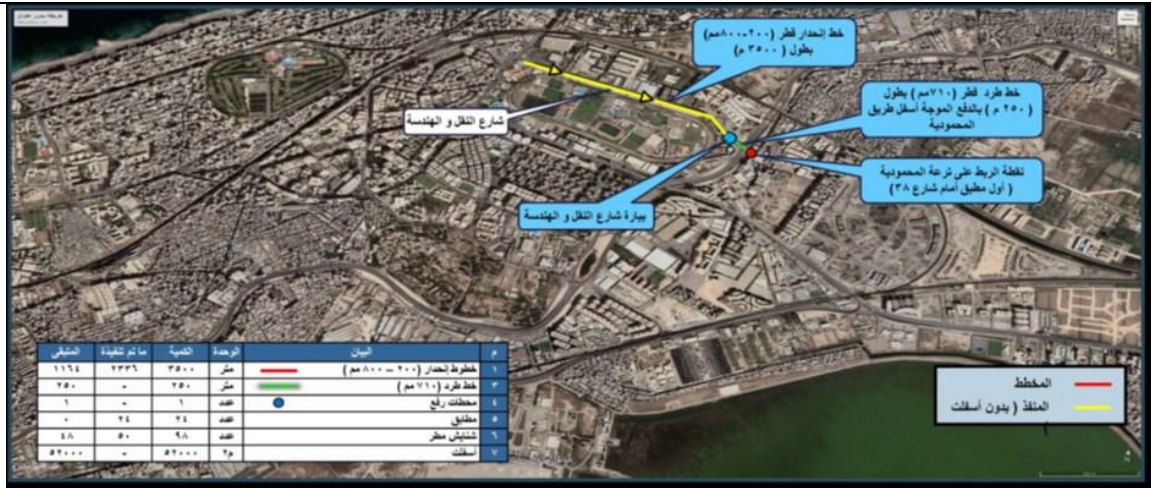 خريطة بدون عنوان
خط إنحدار قطر (٢٠٠-٨٠٠مم)
بطول ( ٣٥٠٠ م)
خط طرد قطر (٧١٠مم ) بطول
( ٢٥٠ م ) بالدفع الموجة أسفل طريق
المحمودية
شارع النقل و الهندسة
نقطة الربط على ترعة المحمودية
( أول مطبق أمام شارع ٣٨)
بيارة شارع النقل و الهندسة
م البيان الوحدة الكمية ما تم تنفيذة المتبقى
١ خطوط إنحدار (٢٠٠ – ٨٠٠ مم ) متر ٣٥٠٠ ٢٣٣٦ ١١٦٤
٣ خط طرد (٧١٠ مم ) متر ٢٥٠ - ٢٥٠
٤ محطات رفع عدد ١ - ١
٥ مطابق عدد ٢٤ ٢٤ ٠
٦ شنايش مطر عدد ٩٨ ٥٠ ٤٨
٧ أسفلت م٢ ٥٢٠٠٠ - ٥٢٠٠٠
المخطط
المنفذ ( بدون أسفلت